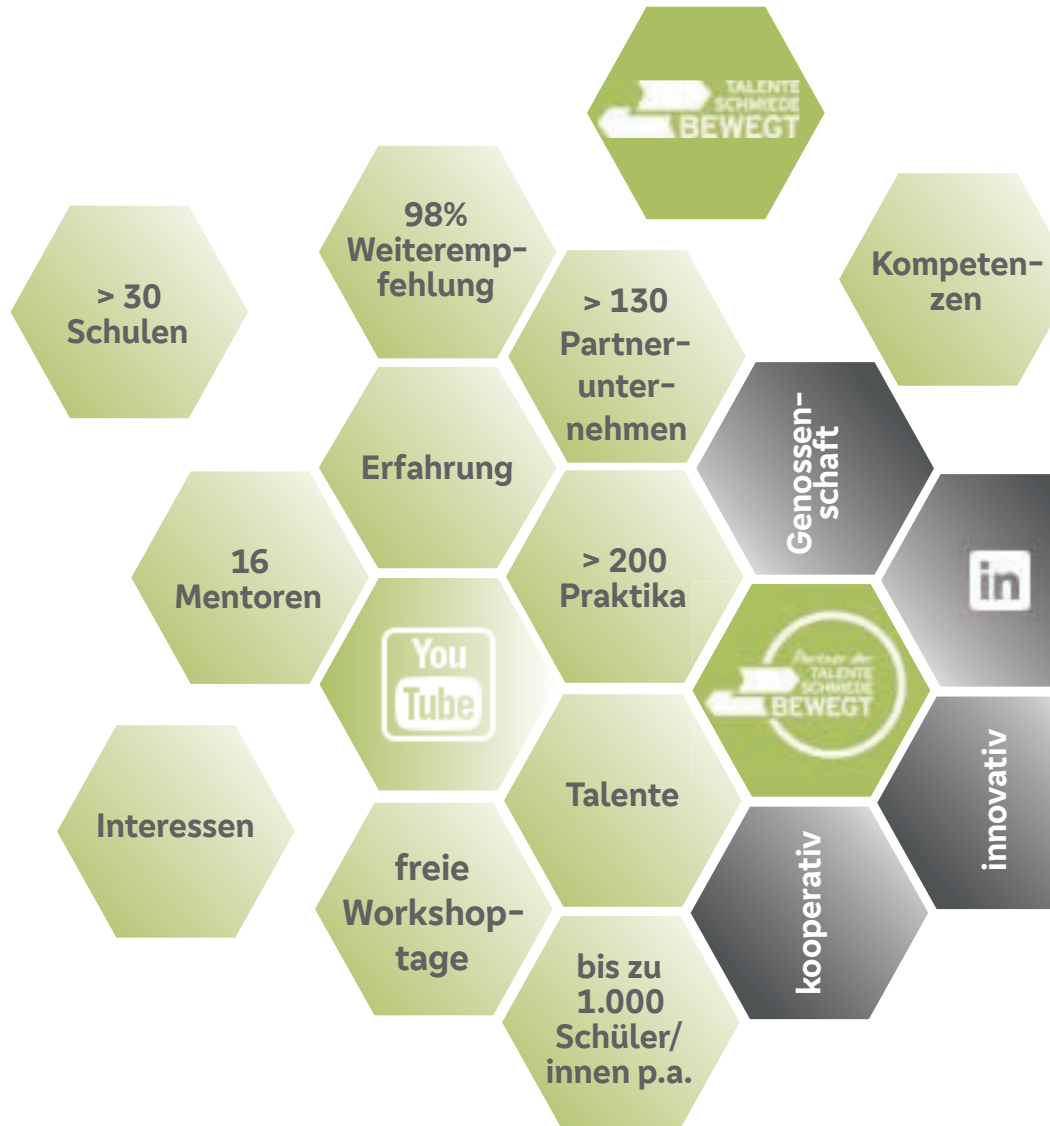 TALENTE
SCHMIEDE
BEWEGT
98%
Weiteremp-
fehlung
> 30
Schulen
> 130
Partner-
unter-
nehmen
Kompeten-
zen
Genossen-
schaft
Erfahrung
16
Mentoren
> 200
Praktika
in
You
Tube
Partner der
TALENTE
SCHMIEDE
BEWEGT
Talente
Interessen
innovativ
freie
Workshop-
tage
kooperativ
bis zu
1.000
Schüler/
innen p.a.